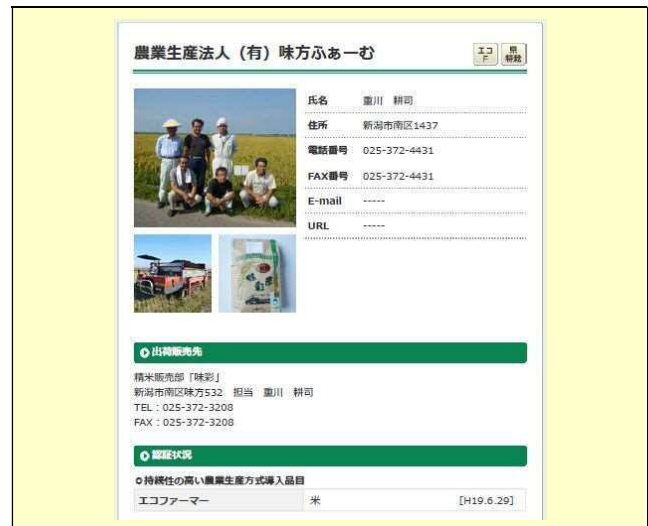 農業生産法人（有）味方ふぁーむ
エコ
F
県
特栽
氏名 重川 耕司
住所 新潟市南区1437
電話番号 025-372-4431
FAX番号 025-372-4431
E-mail -----
URL -----
出荷販売先
精米販売部「味彩」
新潟市南区味方532 担当 重川 耕司
TEL：025-372-3208
FAX：025-372-3208
認証状況
持続性の高い農業生産方式導入品目
エコファーマー 米 [H19.6.29]